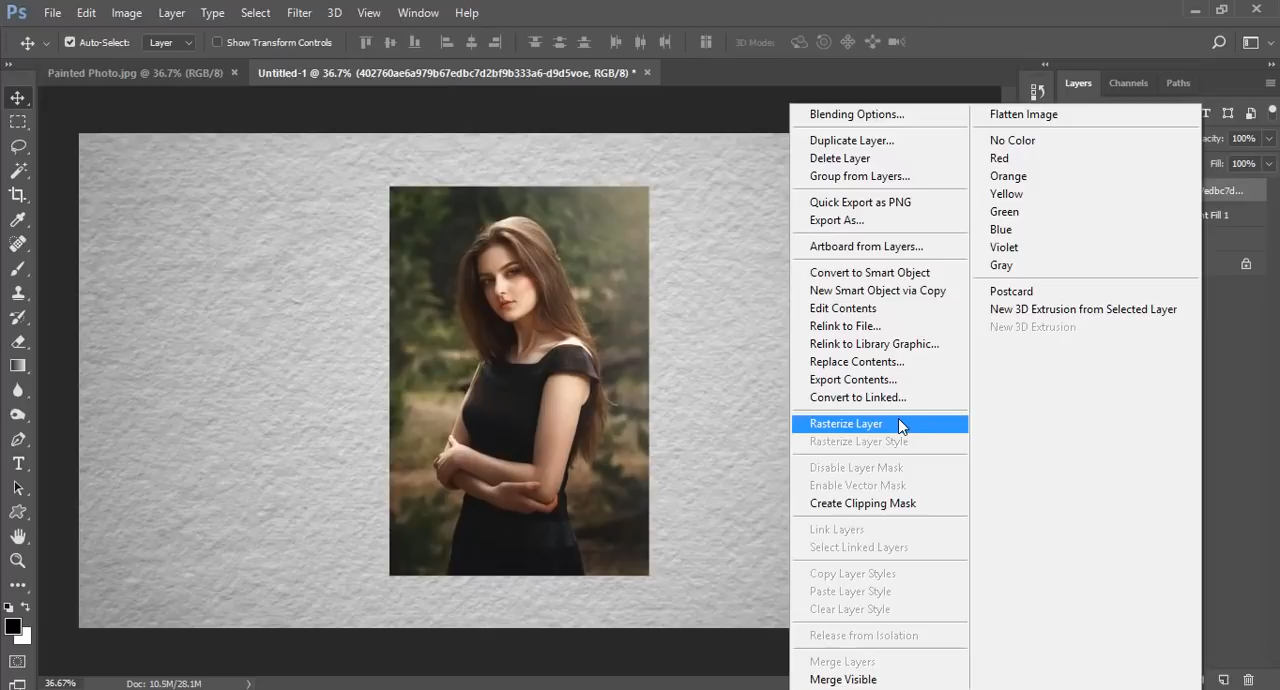 Ps File Edit Image Layer Type Select Filter 3D View Window Help
Auto-Select: Layer Show Transform Controls 3D Mode:
Painted Photo.jpg @ 36.7% (RGB/8) × Untitled-1 @ 36.7% (402760ae6a979b67edbc7d2bf9b333a6-d9d5voe, RGB/8) * ×
Layers Channels Paths
Blending Options...
Duplicate Layer...
Delete Layer
Group from Layers...
Quick Export as PNG
Export As...
Artboard from Layers...
Convert to Smart Object
New Smart Object via Copy
Edit Contents
Relink to File...
Relink to Library Graphic...
Replace Contents...
Export Contents...
Convert to Linked...
Rasterize Layer
Rasterize Layer Style
Disable Layer Mask
Enable Vector Mask
Create Clipping Mask
Link Layers
Select Linked Layers
Copy Layer Styles
Paste Layer Style
Clear Layer Style
Release from Isolation
Merge Layers
Merge Visible
Flatten Image
No Color
Red
Orange
Yellow
Green
Blue
Violet
Gray
Postcard
New 3D Extrusion from Selected Layer
New 3D Extrusion
acity: 100%
Fill: 100%
7edbc7d...
nt Fill 1
36.67% Doc: 10.5M/28.1M